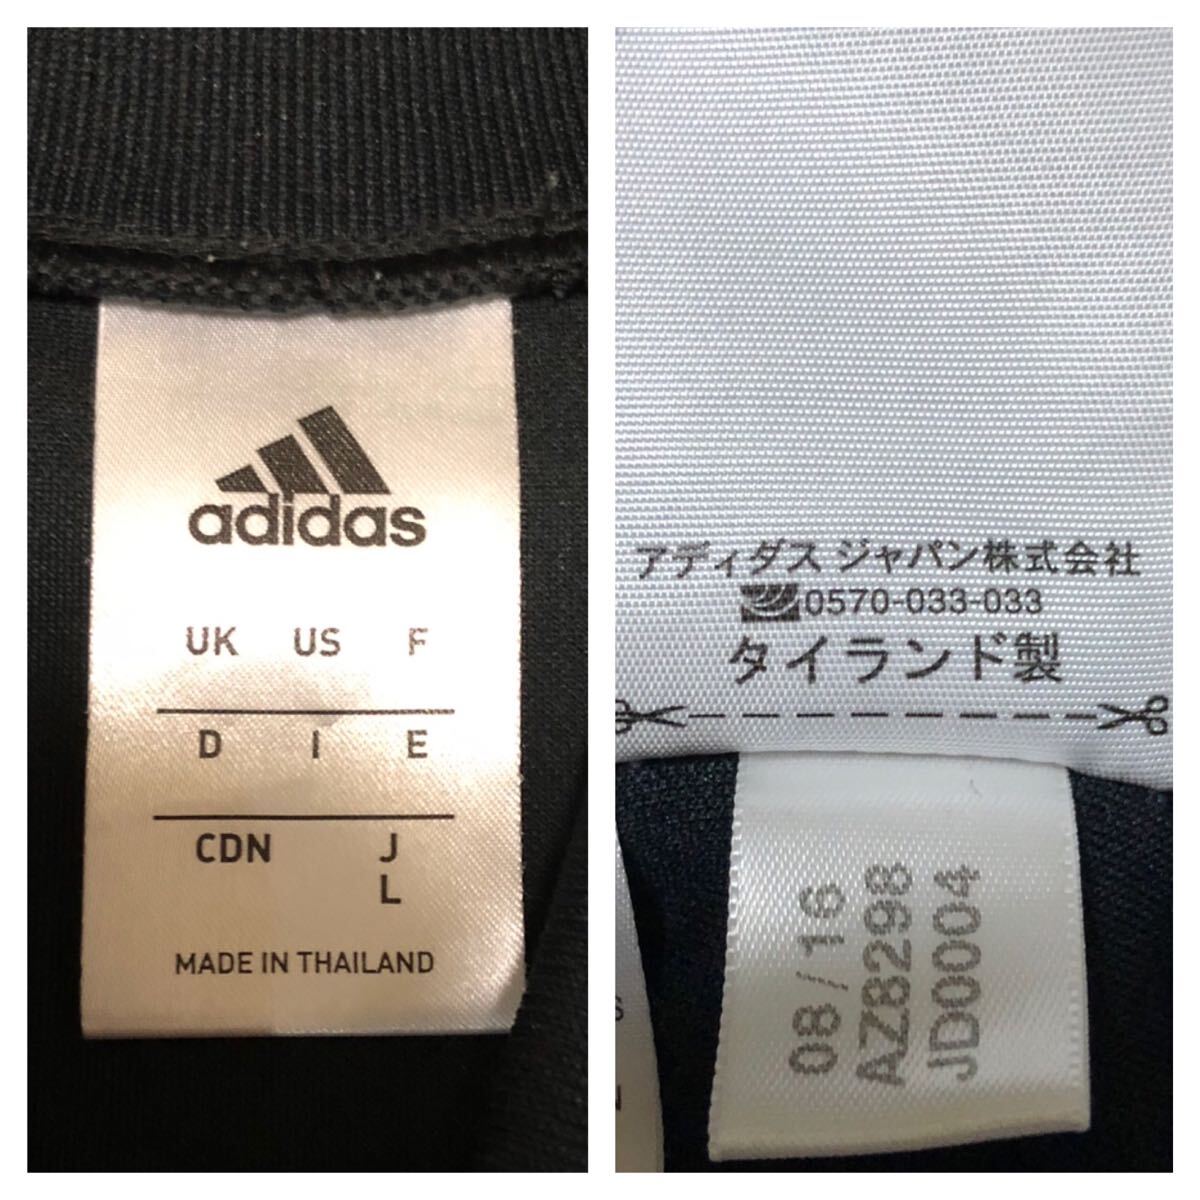 adidas
UK US F
D I E
CDN J
L
MADE IN THAILAND
アディダス ジャパン株式会社
0570-033-033
タイランド製
08/16
AZ8298
JD0004
S
N